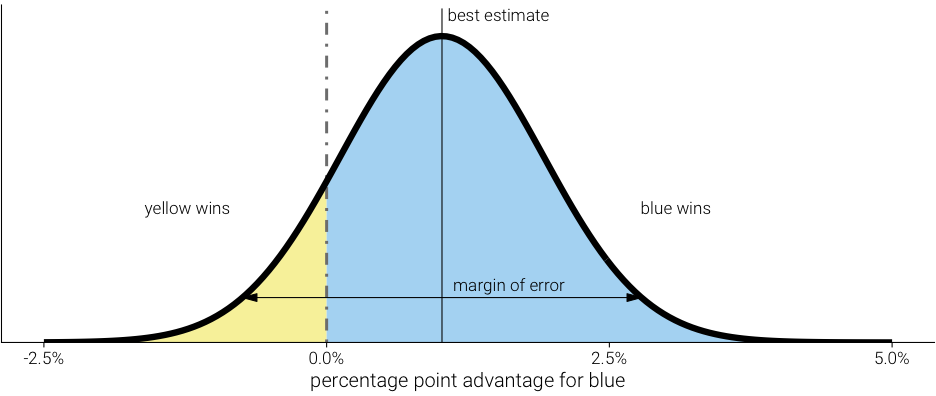 best estimate
yellow wins
blue wins
margin of error
-2.5%
0.0%
2.5%
5.0%
percentage point advantage for blue